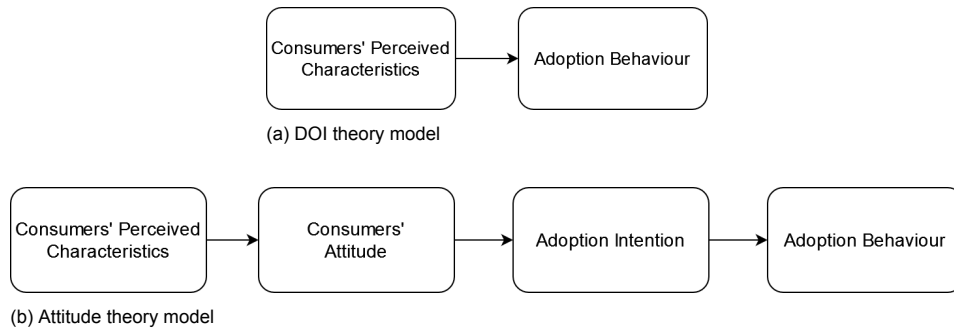 Consumers' Perceived
Characteristics
Adoption Behaviour
(a) DOI theory model
Consumers' Perceived
Characteristics
Consumers'
Attitude
Adoption Intention
Adoption Behaviour
(b) Attitude theory model